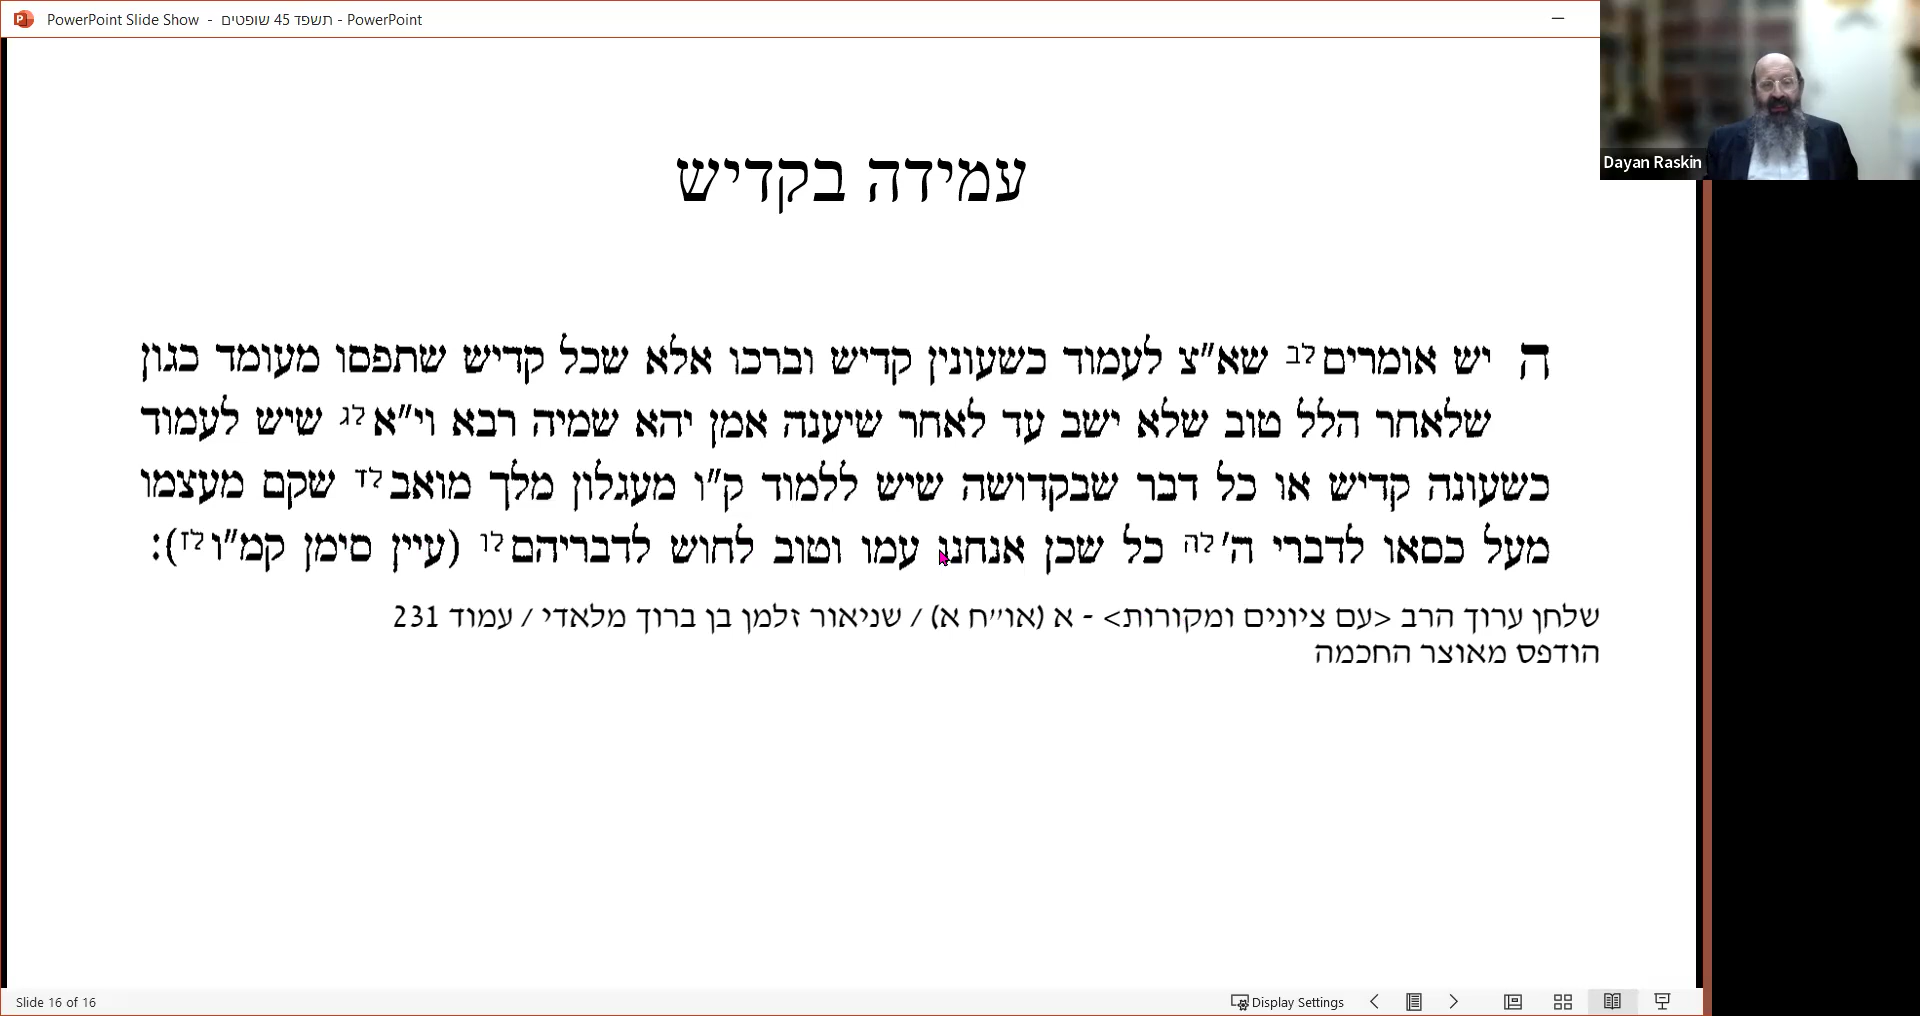 PowerPoint Slide Show - תשפד 45 שופטים - PowerPoint
Dayan Raskin
עמידה בקדיש
ה יש אומרים לב שא"צ לעמוד כשעונין קדיש וברכו אלא שכל קדיש שתפסו מעומד כגון
שלאחר הלל טוב שלא ישב עד לאחר שיענה אמן יהא שמיה רבא וי"א לג שיש לעמוד
כשעונה קדיש או כל דבר שבקדושה שיש ללמוד ק"ו מעגלון מלך מואב לד שקם מעצמו
מעל כסאו לדברי ה' לה כל שכן אנחנו עמו וטוב לחוש לדבריהם לו (עיין סימן קמ"ו לז):
שלחן ערוך הרב <עם ציונים ומקורות> - א (או"ח א) / שניאור זלמן בן ברוך מלאדי / עמוד 231
הודפס מאוצר החכמה
Slide 16 of 16
Display Settings